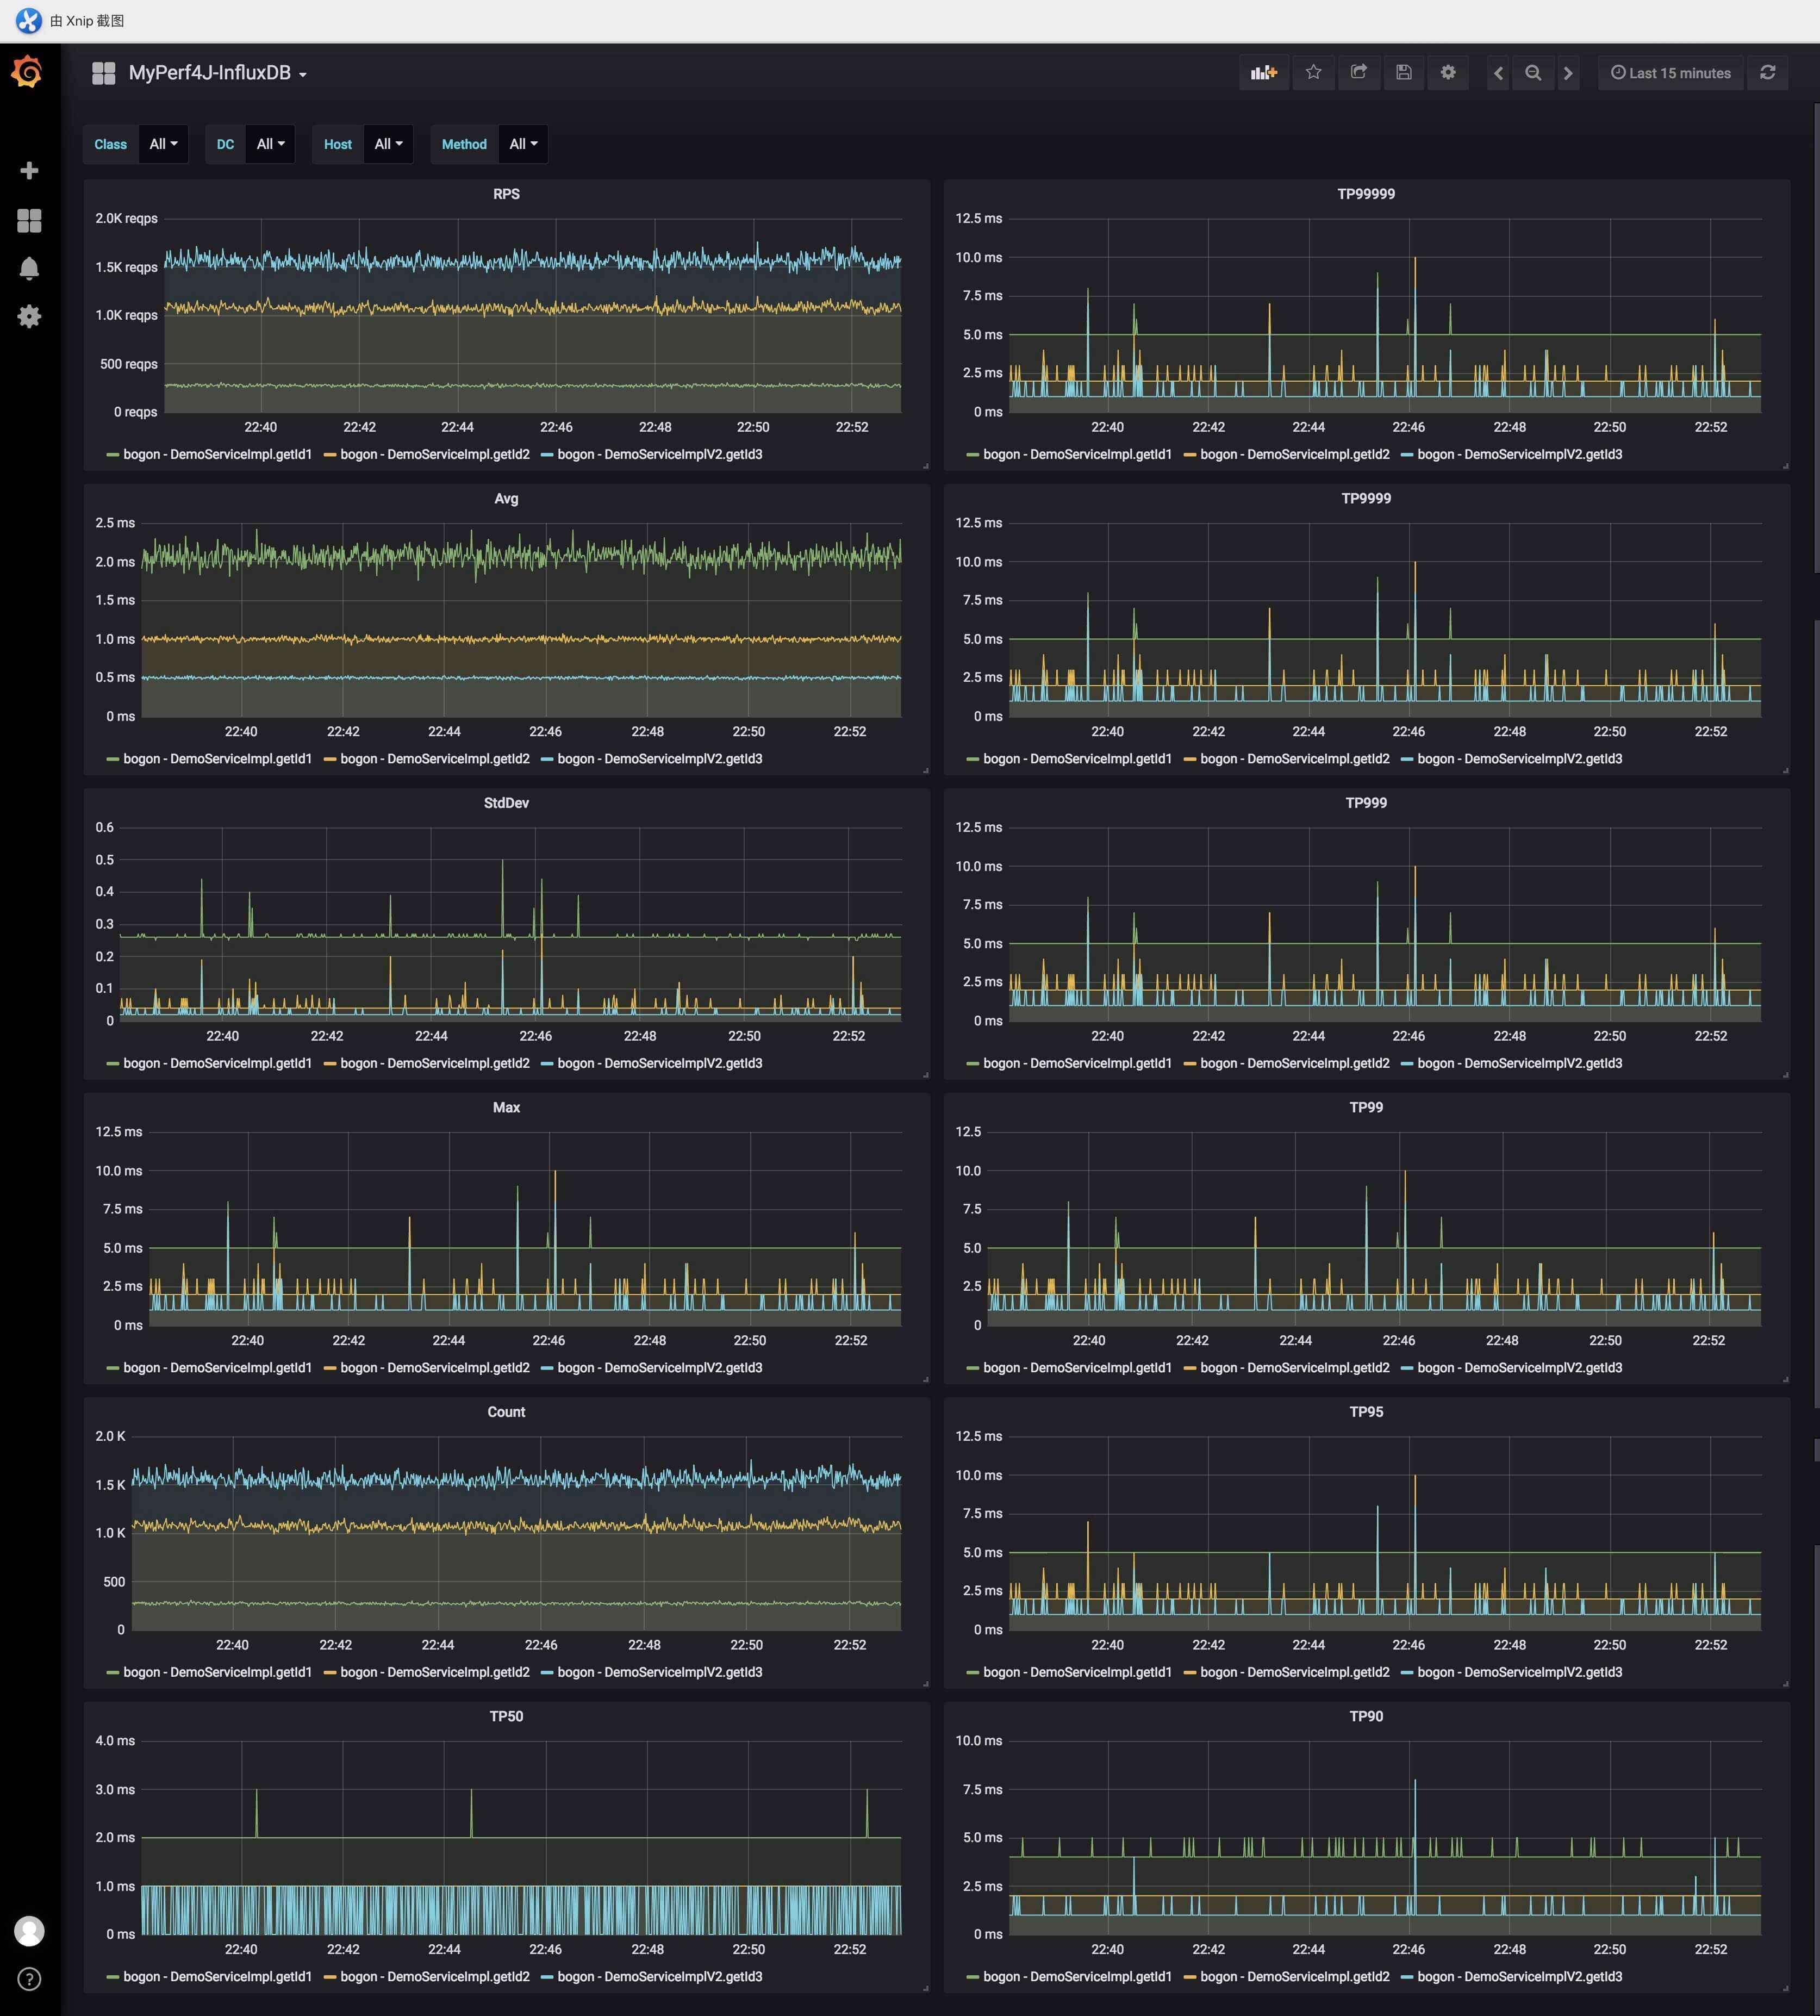 由 Xnip 截图
MyPerf4J-InfluxDB
Last 15 minutes
Class All DC All Host All Method All
RPS
2.0K reqps
1.5K reqps
1.0K reqps
500 reqps
0 reqps
22:40 22:42 22:44 22:46 22:48 22:50 22:52
bogon - DemoServiceImpl.getId1 bogon - DemoServiceImpl.getId2 bogon - DemoServiceImplV2.getId3
TP99999
12.5 ms
10.0 ms
7.5 ms
5.0 ms
2.5 ms
0 ms
22:40 22:42 22:44 22:46 22:48 22:50 22:52
bogon - DemoServiceImpl.getId1 bogon - DemoServiceImpl.getId2 bogon - DemoServiceImplV2.getId3
Avg
2.5 ms
2.0 ms
1.5 ms
1.0 ms
0.5 ms
0 ms
22:40 22:42 22:44 22:46 22:48 22:50 22:52
bogon - DemoServiceImpl.getId1 bogon - DemoServiceImpl.getId2 bogon - DemoServiceImplV2.getId3
TP9999
12.5 ms
10.0 ms
7.5 ms
5.0 ms
2.5 ms
0 ms
22:40 22:42 22:44 22:46 22:48 22:50 22:52
bogon - DemoServiceImpl.getId1 bogon - DemoServiceImpl.getId2 bogon - DemoServiceImplV2.getId3
StdDev
0.6
0.5
0.4
0.3
0.2
0.1
0
22:40 22:42 22:44 22:46 22:48 22:50 22:52
bogon - DemoServiceImpl.getId1 bogon - DemoServiceImpl.getId2 bogon - DemoServiceImplV2.getId3
TP999
12.5 ms
10.0 ms
7.5 ms
5.0 ms
2.5 ms
0 ms
22:40 22:42 22:44 22:46 22:48 22:50 22:52
bogon - DemoServiceImpl.getId1 bogon - DemoServiceImpl.getId2 bogon - DemoServiceImplV2.getId3
Max
12.5 ms
10.0 ms
7.5 ms
5.0 ms
2.5 ms
0 ms
22:40 22:42 22:44 22:46 22:48 22:50 22:52
bogon - DemoServiceImpl.getId1 bogon - DemoServiceImpl.getId2 bogon - DemoServiceImplV2.getId3
TP99
12.5
10.0
7.5
5.0
2.5
0
22:40 22:42 22:44 22:46 22:48 22:50 22:52
bogon - DemoServiceImpl.getId1 bogon - DemoServiceImpl.getId2 bogon - DemoServiceImplV2.getId3
Count
2.0 K
1.5 K
1.0 K
500
0
22:40 22:42 22:44 22:46 22:48 22:50 22:52
bogon - DemoServiceImpl.getId1 bogon - DemoServiceImpl.getId2 bogon - DemoServiceImplV2.getId3
TP95
12.5 ms
10.0 ms
7.5 ms
5.0 ms
2.5 ms
0 ms
22:40 22:42 22:44 22:46 22:48 22:50 22:52
bogon - DemoServiceImpl.getId1 bogon - DemoServiceImpl.getId2 bogon - DemoServiceImplV2.getId3
TP50
4.0 ms
3.0 ms
2.0 ms
1.0 ms
0 ms
22:40 22:42 22:44 22:46 22:48 22:50 22:52
bogon - DemoServiceImpl.getId1 bogon - DemoServiceImpl.getId2 bogon - DemoServiceImplV2.getId3
TP90
10.0 ms
7.5 ms
5.0 ms
2.5 ms
0 ms
22:40 22:42 22:44 22:46 22:48 22:50 22:52
bogon - DemoServiceImpl.getId1 bogon - DemoServiceImpl.getId2 bogon - DemoServiceImplV2.getId3